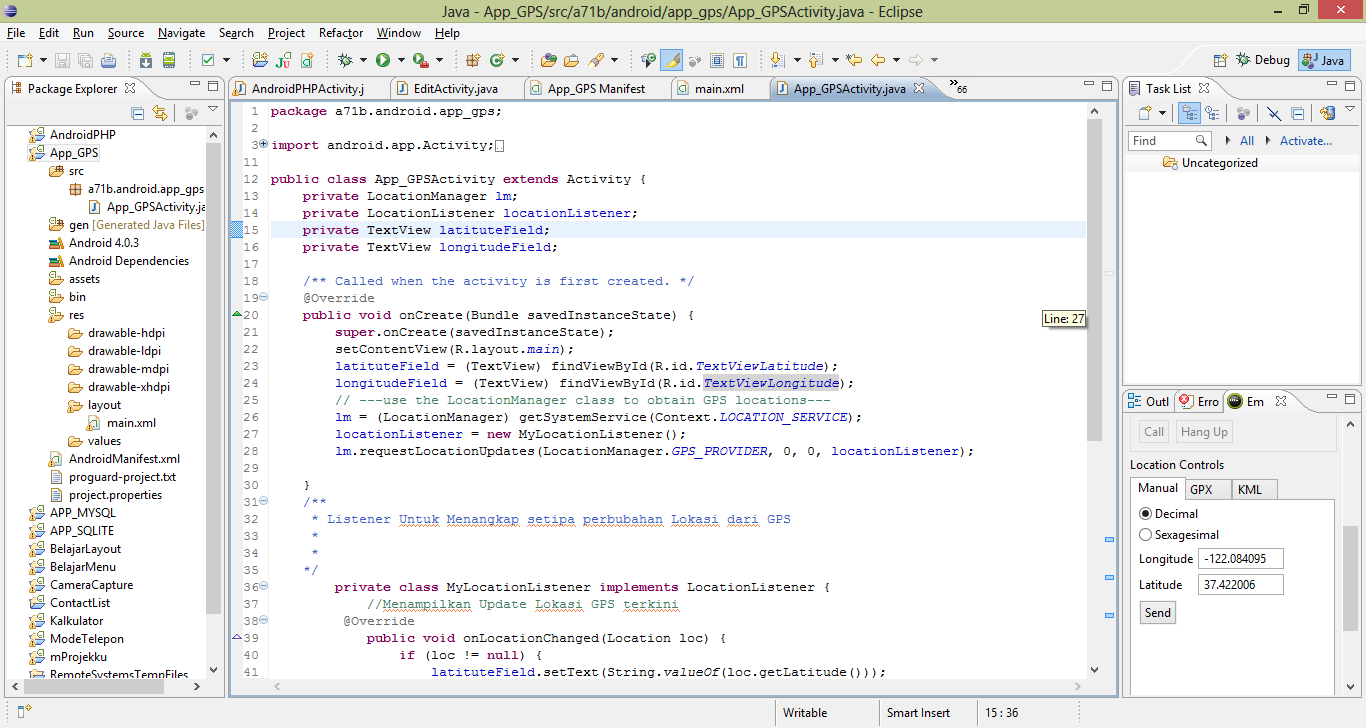 Java - App_GPS/src/a71b/android/app_gps/App_GPSActivity.java - Eclipse
File Edit Run Source Navigate Search Project Refactor Window Help
Debug Java
Package Explorer
AndroidPHP
App_GPS
src
a71b.android.app_gps
App_GPSActivity.ja
gen [Generated Java Files]
Android 4.0.3
Android Dependencies
assets
bin
res
drawable-hdpi
drawable-ldpi
drawable-mdpi
drawable-xhdpi
layout
main.xml
values
AndroidManifest.xml
proguard-project.txt
project.properties
APP_MYSQL
APP_SQLITE
BelajarLayout
BelajarMenu
CameraCapture
ContactList
Kalkulator
ModeTelepon
mProjekku
RemoteSystemsTempFiles
AndroidPHPActivity.j EditActivity.java App_GPS Manifest main.xml App_GPSActivity.java »66
1 package a71b.android.app_gps;
2
3 import android.app.Activity;
11
12 public class App_GPSActivity extends Activity {
13 private LocationManager lm;
14 private LocationListener locationListener;
15 private TextView latituteField;
16 private TextView longitudeField;
17
18 /** Called when the activity is first created. */
19 @Override
20 public void onCreate(Bundle savedInstanceState) {
21 super.onCreate(savedInstanceState);
22 setContentView(R.layout.main);
23 latituteField = (TextView) findViewById(R.id.TextViewLatitude);
24 longitudeField = (TextView) findViewById(R.id.TextViewLongitude);
25 // ---use the LocationManager class to obtain GPS locations---
26 lm = (LocationManager) getSystemService(Context.LOCATION_SERVICE);
27 locationListener = new MyLocationListener();
28 lm.requestLocationUpdates(LocationManager.GPS_PROVIDER, 0, 0, locationListener);
29
30 }
31 /**
32 * Listener Untuk Menangkap setipa perbubahan Lokasi dari GPS
33 *
34 *
35 */
36 private class MyLocationListener implements LocationListener {
37 //Menampilkan Update Lokasi GPS terkini
38 @Override
39 public void onLocationChanged(Location loc) {
40 if (loc != null) {
41 latituteField.setText(String.valueOf(loc.getLatitude()));
Line: 27
Task List
Find All Activate...
Uncategorized
Outl Erro Em
Call Hang Up
Location Controls
Manual GPX KML
Decimal
Sexagesimal
Longitude -122.084095
Latitude 37.422006
Send
Writable Smart Insert 15 : 36